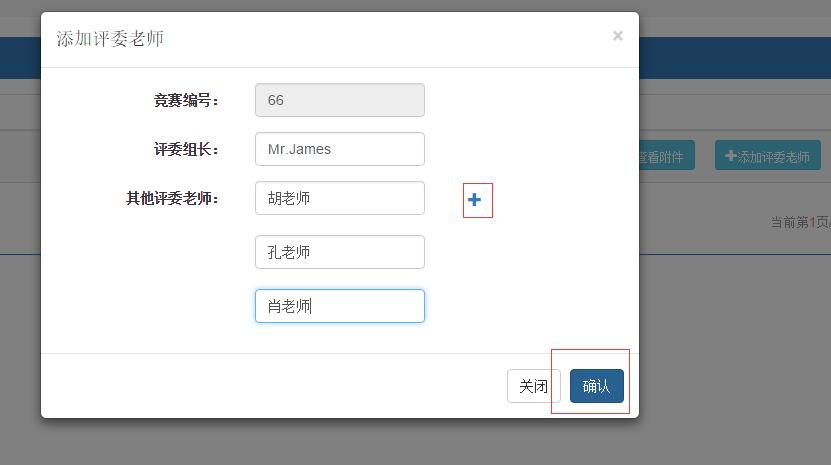 添加评委老师 ×
竞赛编号： 66
评委组长： Mr.James
查看附件 添加评委老师
其他评委老师： 胡老师
当前第1页/
孔老师
肖老师
关闭 确认